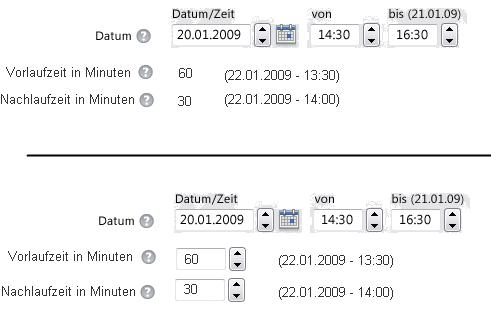 Datum/Zeit von bis (21.01.09)
Datum ? 20.01.2009 14:30 16:30
Vorlaufzeit in Minuten ? 60 (22.01.2009 - 13:30)
Nachlaufzeit in Minuten ? 30 (22.01.2009 - 14:00)
Datum/Zeit von bis (21.01.09)
Datum ? 20.01.2009 14:30 16:30
Vorlaufzeit in Minuten ? 60 (22.01.2009 - 13:30)
Nachlaufzeit in Minuten ? 30 (22.01.2009 - 14:00)